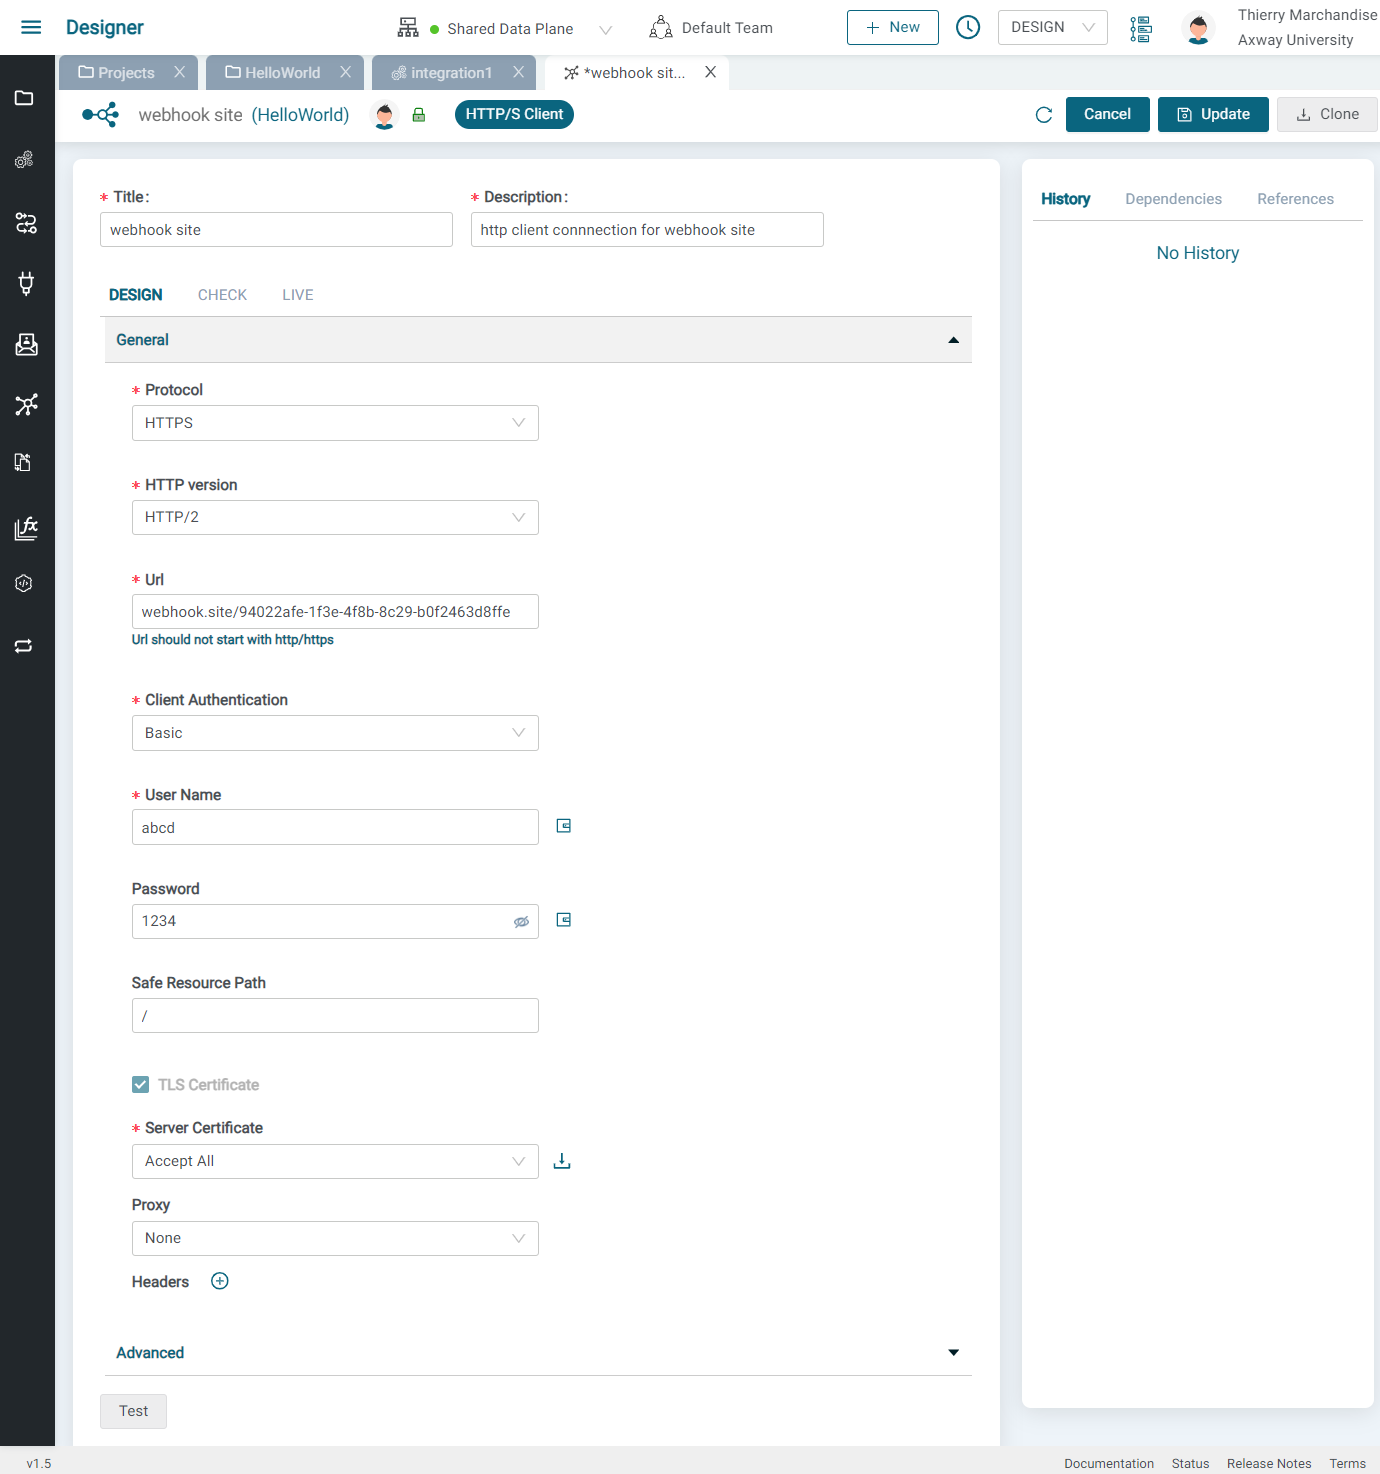 Designer
Shared Data Plane
Default Team
New
DESIGN
Thierry Marchandise
Axway University
Projects
HelloWorld
integration1
*webhook sit...
webhook site (HelloWorld)
HTTP/S Client
Cancel
Update
Clone
* Title:
* Description:
webhook site
http client connnection for webhook site
DESIGN
CHECK
LIVE
General
* Protocol
HTTPS
* HTTP version
HTTP/2
* Url
webhook.site/94022afe-1f3e-4f8b-8c29-b0f2463d8ffe
Url should not start with http/https
* Client Authentication
Basic
* User Name
abcd
Password
1234
Safe Resource Path
/
TLS Certificate
* Server Certificate
Accept All
Proxy
None
Headers
Advanced
Test
History
Dependencies
References
No History
v1.5
Documentation
Status
Release Notes
Terms